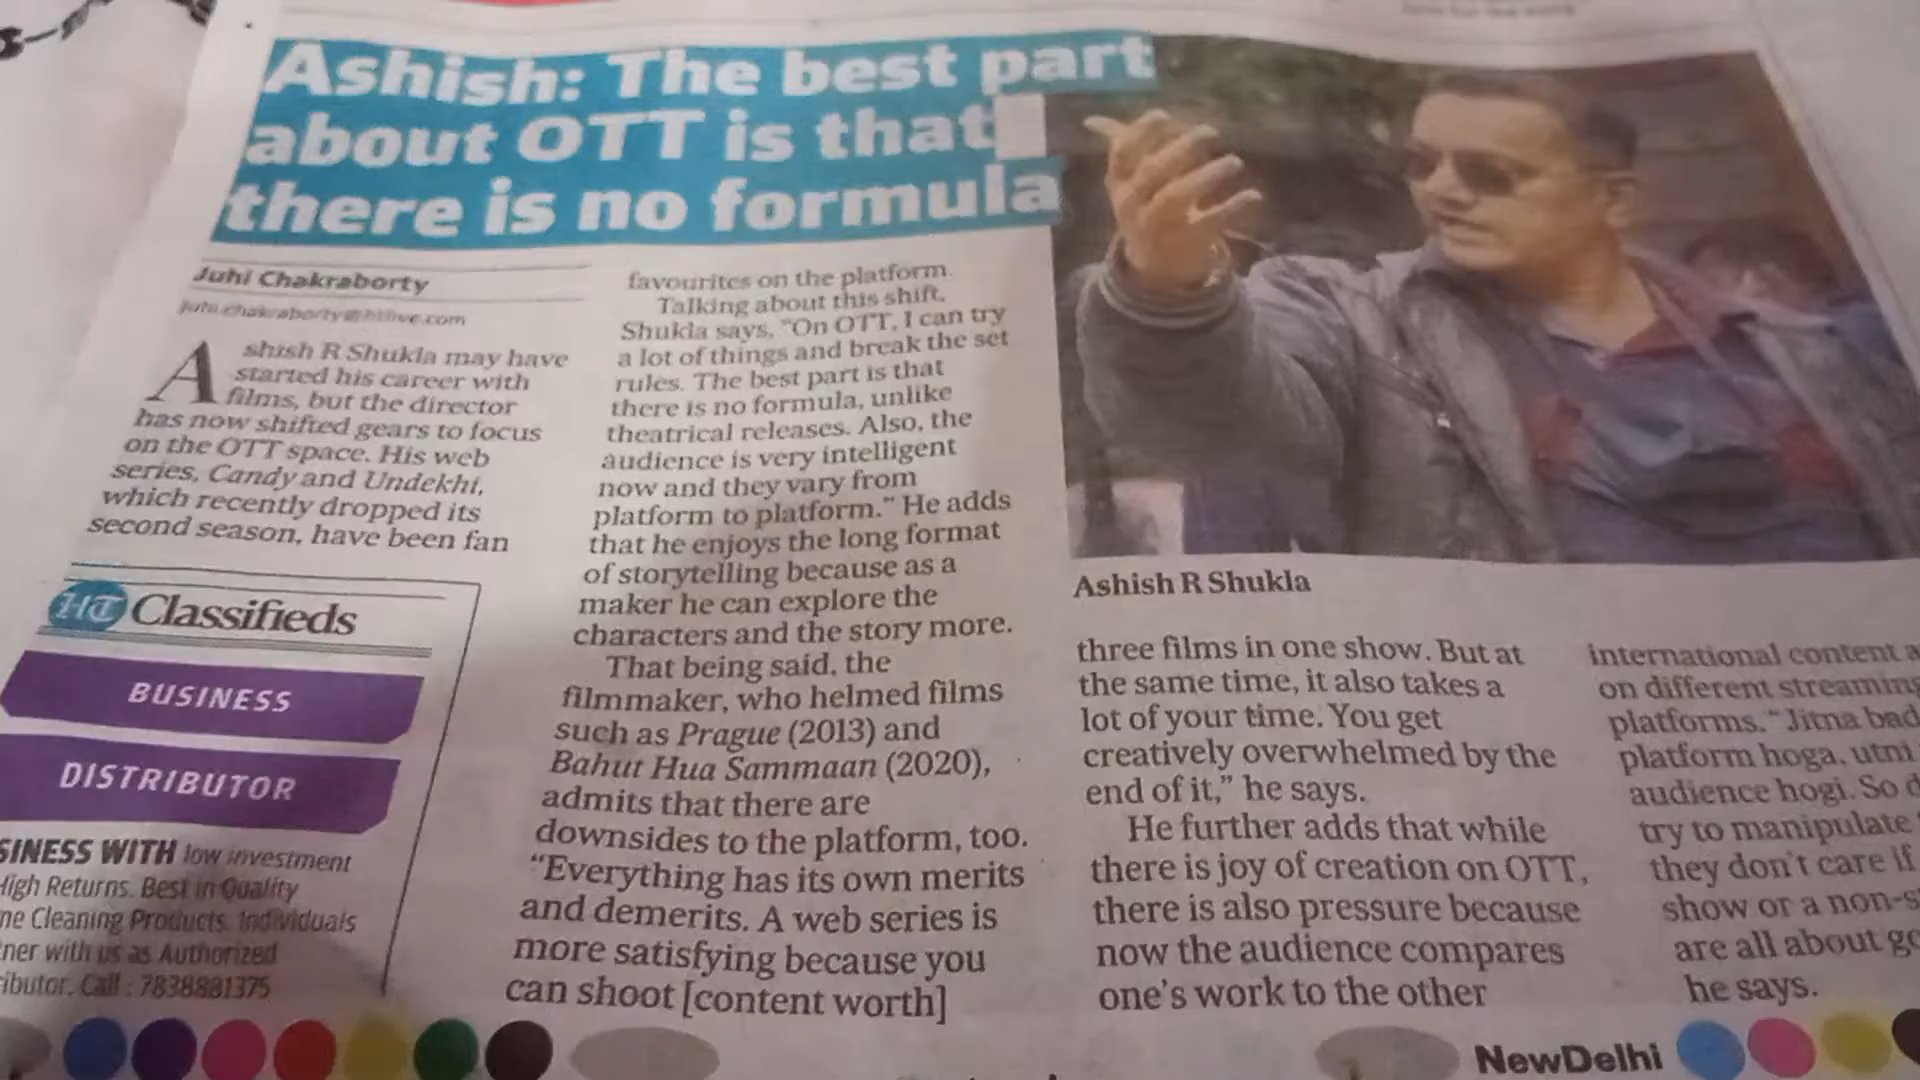 Ashish: The best part
about OTT is that
there is no formula
Juhi Chakraborty
juhi.chakraborty@htlive.com
Ashish R Shukla may have
started his career with
films, but the director
has now shifted gears to focus
on the OTT space. His web
series, Candy and Undekhi,
which recently dropped its
second season, have been fan
favourites on the platform.
Talking about this shift,
Shukla says, "On OTT, I can try
a lot of things and break the set
rules. The best part is that
there is no formula, unlike
theatrical releases. Also, the
audience is very intelligent
now and they vary from
platform to platform." He adds
that he enjoys the long format
of storytelling because as a
maker he can explore the
characters and the story more.
That being said, the
filmmaker, who helmed films
such as Prague (2013) and
Bahut Hua Sammaan (2020),
admits that there are
downsides to the platform, too.
“Everything has its own merits
and demerits. A web series is
more satisfying because you
can shoot [content worth]
Ashish R Shukla
three films in one show. But at
the same time, it also takes a
lot of your time. You get
creatively overwhelmed by the
end of it,” he says.
He further adds that while
there is joy of creation on OTT,
there is also pressure because
now the audience compares
one's work to the other
international content
on different streaming
platforms. “Jitna bad
platform hoga, utni
audience hogi. So
try to manipulate
they don't care if
show or a non-s
are all about go
he says.
HT Classifieds
BUSINESS
DISTRIBUTOR
SINESS WITH low investment
High Returns. Best in Quality
ne Cleaning Products. Individuals
ner with us as Authorized
ributor. Call : 7838881375
NewDelhi